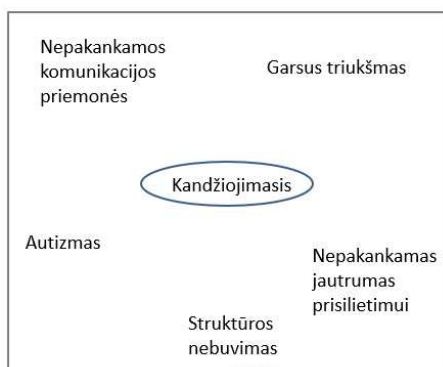 Nepakankamos
komunikacijos
priemonės
Garsus triukšmas
Kandžiojimasis
Autizmas
Nepakankamas
jautrumas
prisilietimui
Struktūros
nebuvimas